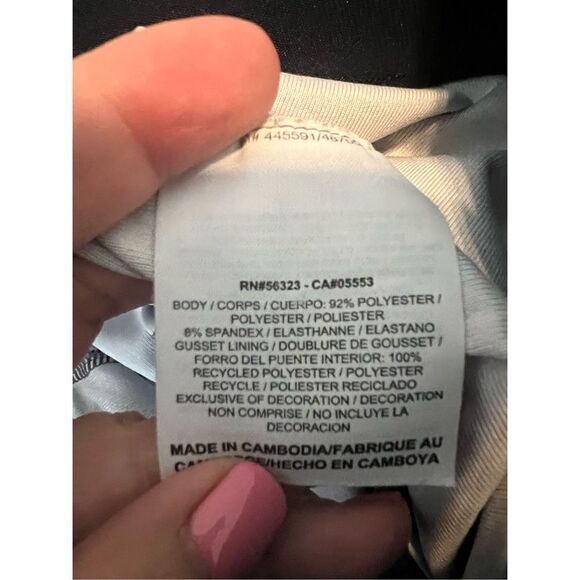 RN#56323 - CA#05553
BODY / CORPS / CUERPO: 92% POLYESTER /
POLYESTER / POLIESTER
8% SPANDEX / ELASTHANNE / ELASTANO
GUSSET LINING / DOUBLURE DE GOUSSET /
FORRO DEL PUENTE INTERIOR: 100%
RECYCLED POLYESTER / POLYESTER
RECYCLE / POLIESTER RECICLADO
EXCLUSIVE OF DECORATION / DECORATION
NON COMPRISE / NO INCLUYE LA
DECORACION
MADE IN CAMBODIA/FABRIQUE AU
EN CAMBOYA